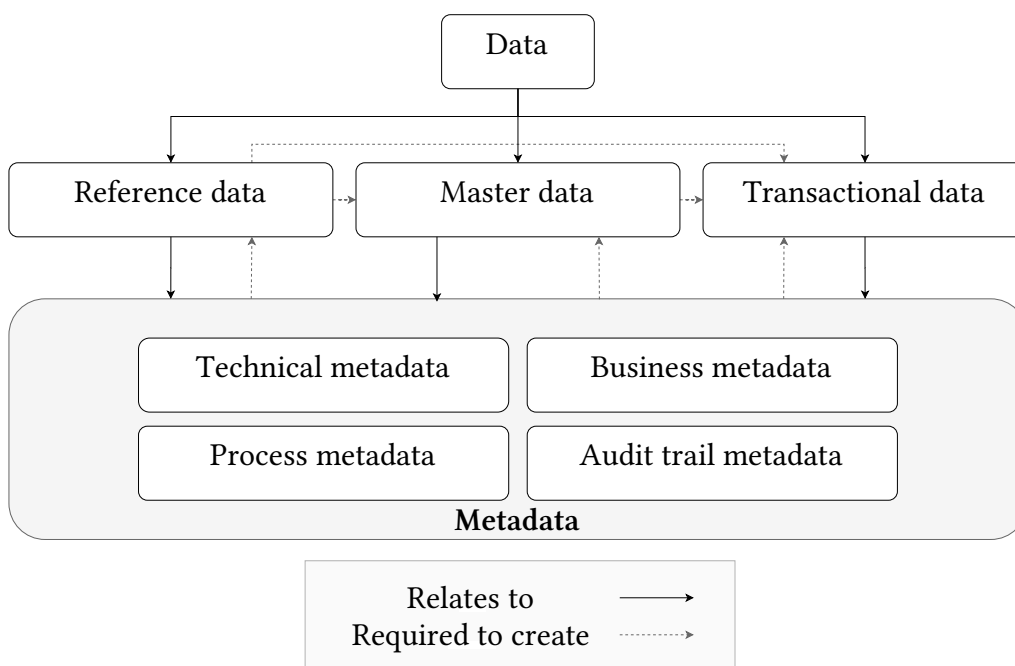 Data
Reference data
Master data
Transactional data
Technical metadata
Business metadata
Process metadata
Audit trail metadata
Metadata
Relates to
Required to create